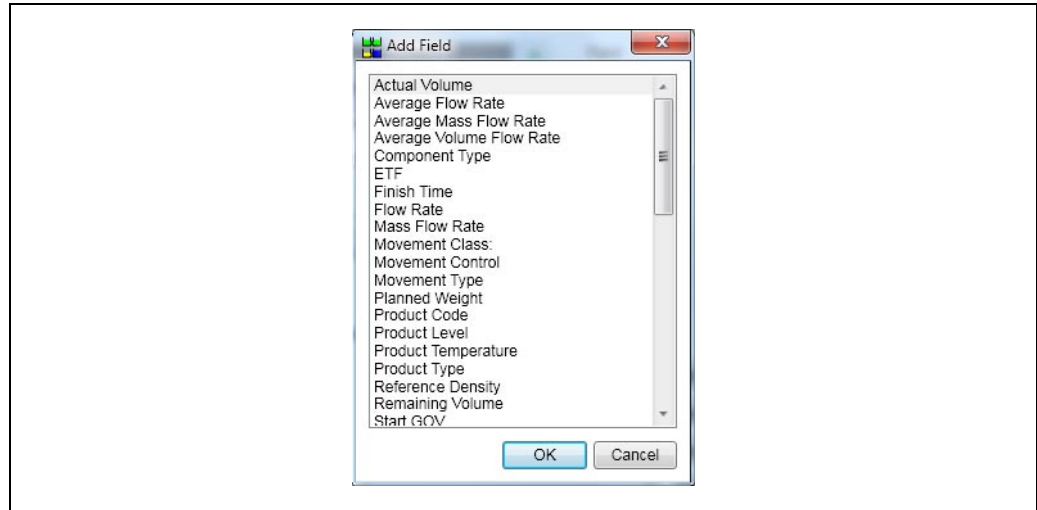 Add Field
Actual Volume
Average Flow Rate
Average Mass Flow Rate
Average Volume Flow Rate
Component Type
ETF
Finish Time
Flow Rate
Mass Flow Rate
Movement Class:
Movement Control
Movement Type
Planned Weight
Product Code
Product Level
Product Temperature
Product Type
Reference Density
Remaining Volume
Start GOV
OK Cancel